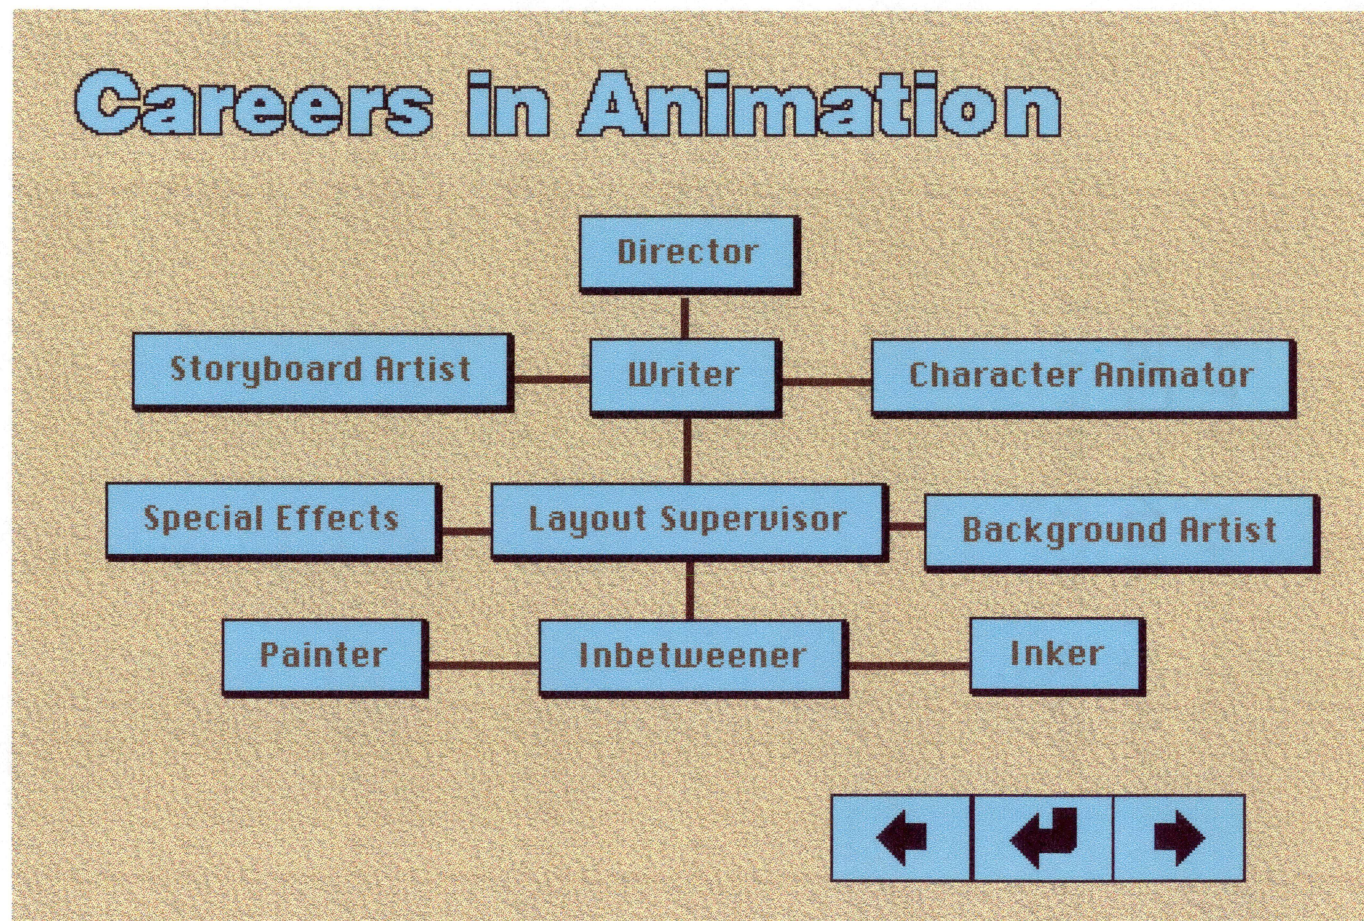 Careers in Animation
Director
Storyboard Artist
Writer
Character Animator
Special Effects
Layout Supervisor
Background Artist
Painter
Inbetweener
Inker